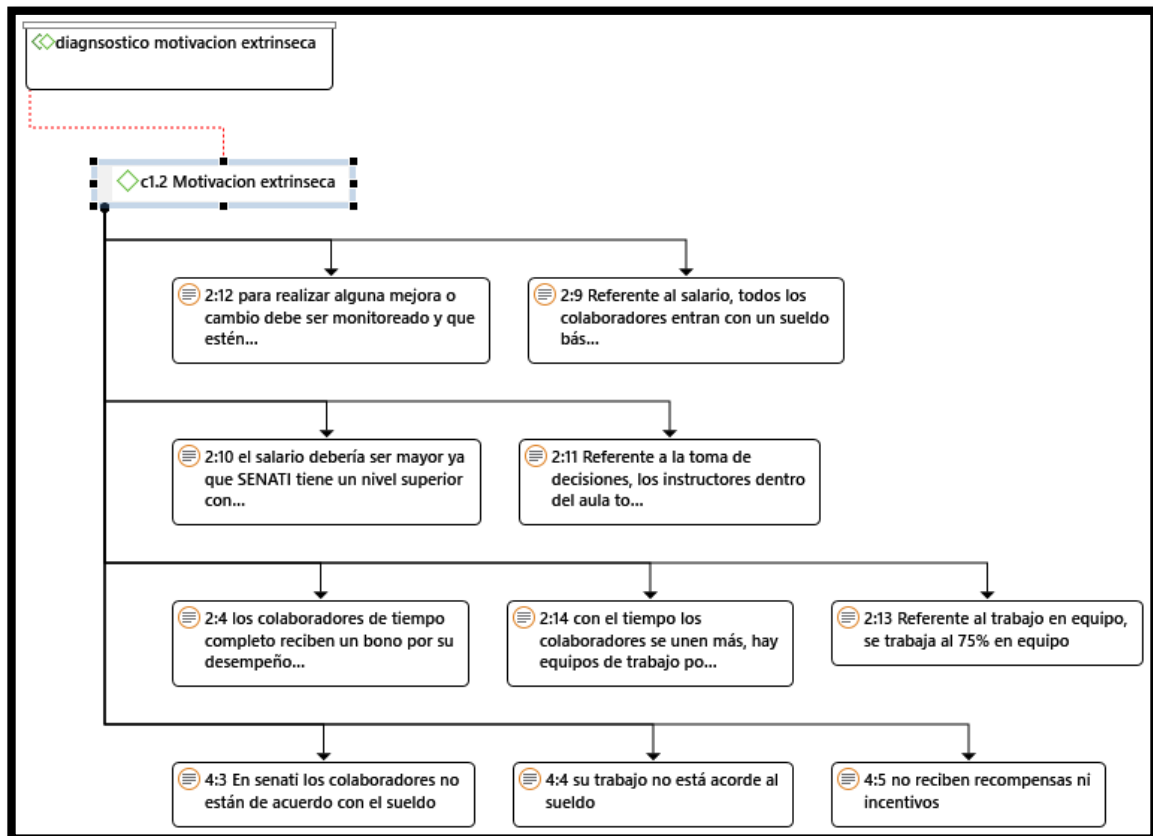 diagnsostico motivacion extrinseca
c1.2 Motivacion extrinseca
2:12 para realizar alguna mejora o
cambio debe ser monitoreado y que
estén...
2:9 Referente al salario, todos los
colaboradores entran con un sueldo
bás...
2:10 el salario debería ser mayor ya
que SENATI tiene un nivel superior
con...
2:11 Referente a la toma de
decisiones, los instructores dentro
del aula to...
2:4 los colaboradores de tiempo
completo reciben un bono por su
desempeño...
2:14 con el tiempo los
colaboradores se unen más, hay
equipos de trabajo po...
2:13 Referente al trabajo en equipo,
se trabaja al 75% en equipo
4:3 En senati los colaboradores no
están de acuerdo con el sueldo
4:4 su trabajo no está acorde al
sueldo
4:5 no reciben recompensas ni
incentivos